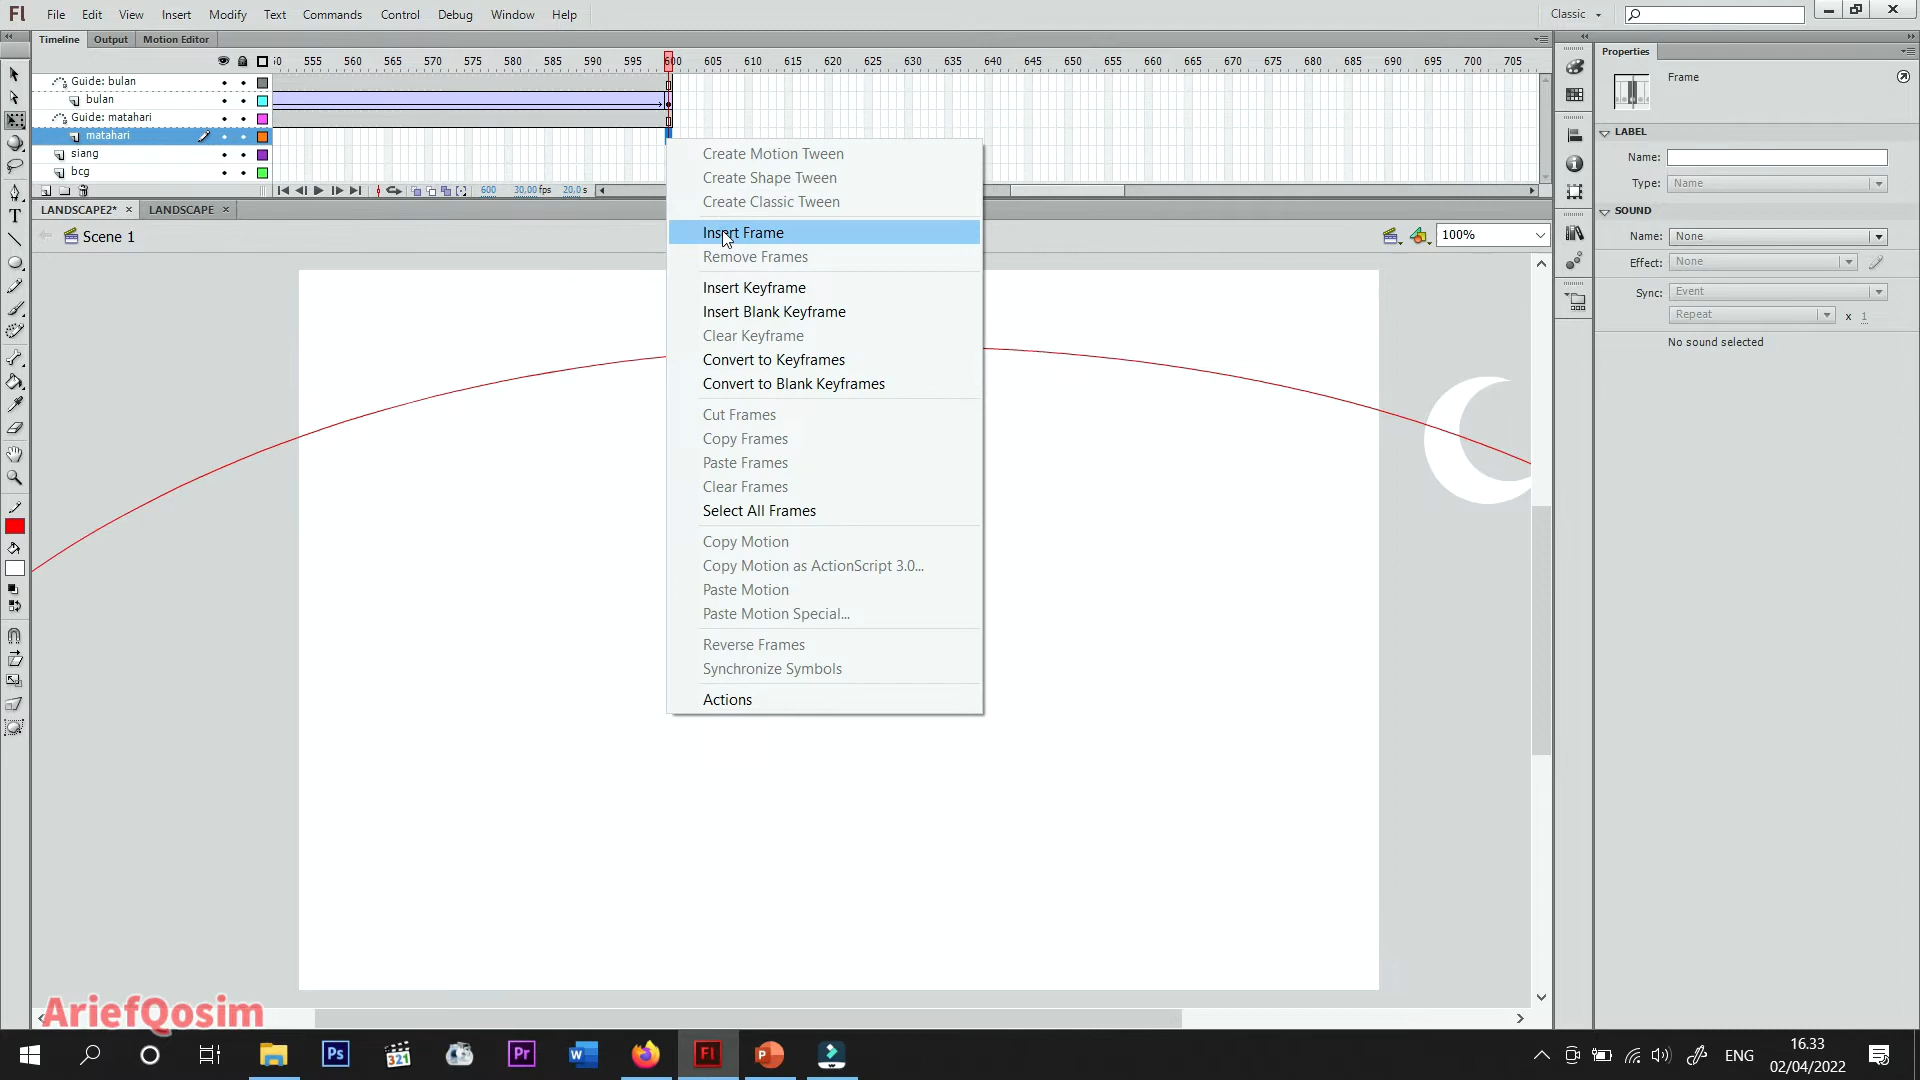 Fl File Edit View Insert Modify Text Commands Control Debug Window Help Classic
Timeline Output Motion Editor
555 560 565 570 575 580 585 590 595 600 605 610 615 620 625 630 635 640 645 650 655 660 665 670 675 680 685 690 695 700 705
Guide: bulan
bulan
Guide: matahari
matahari
siang
bcg
600 30,00 fps 20,0 s
LANDSCAPE2* × LANDSCAPE ×
Scene 1
100%
Create Motion Tween
Create Shape Tween
Create Classic Tween
Insert Frame
Remove Frames
Insert Keyframe
Insert Blank Keyframe
Clear Keyframe
Convert to Keyframes
Convert to Blank Keyframes
Cut Frames
Copy Frames
Paste Frames
Clear Frames
Select All Frames
Copy Motion
Copy Motion as ActionScript 3.0...
Paste Motion
Paste Motion Special...
Reverse Frames
Synchronize Symbols
Actions
Properties
Frame
LABEL
Name:
Type: Name
SOUND
Name: None
Effect: None
Sync: Event
Repeat x 1
No sound selected
AriefQosim
Ps 321 Pr W Fl P
ENG
16.33
02/04/2022